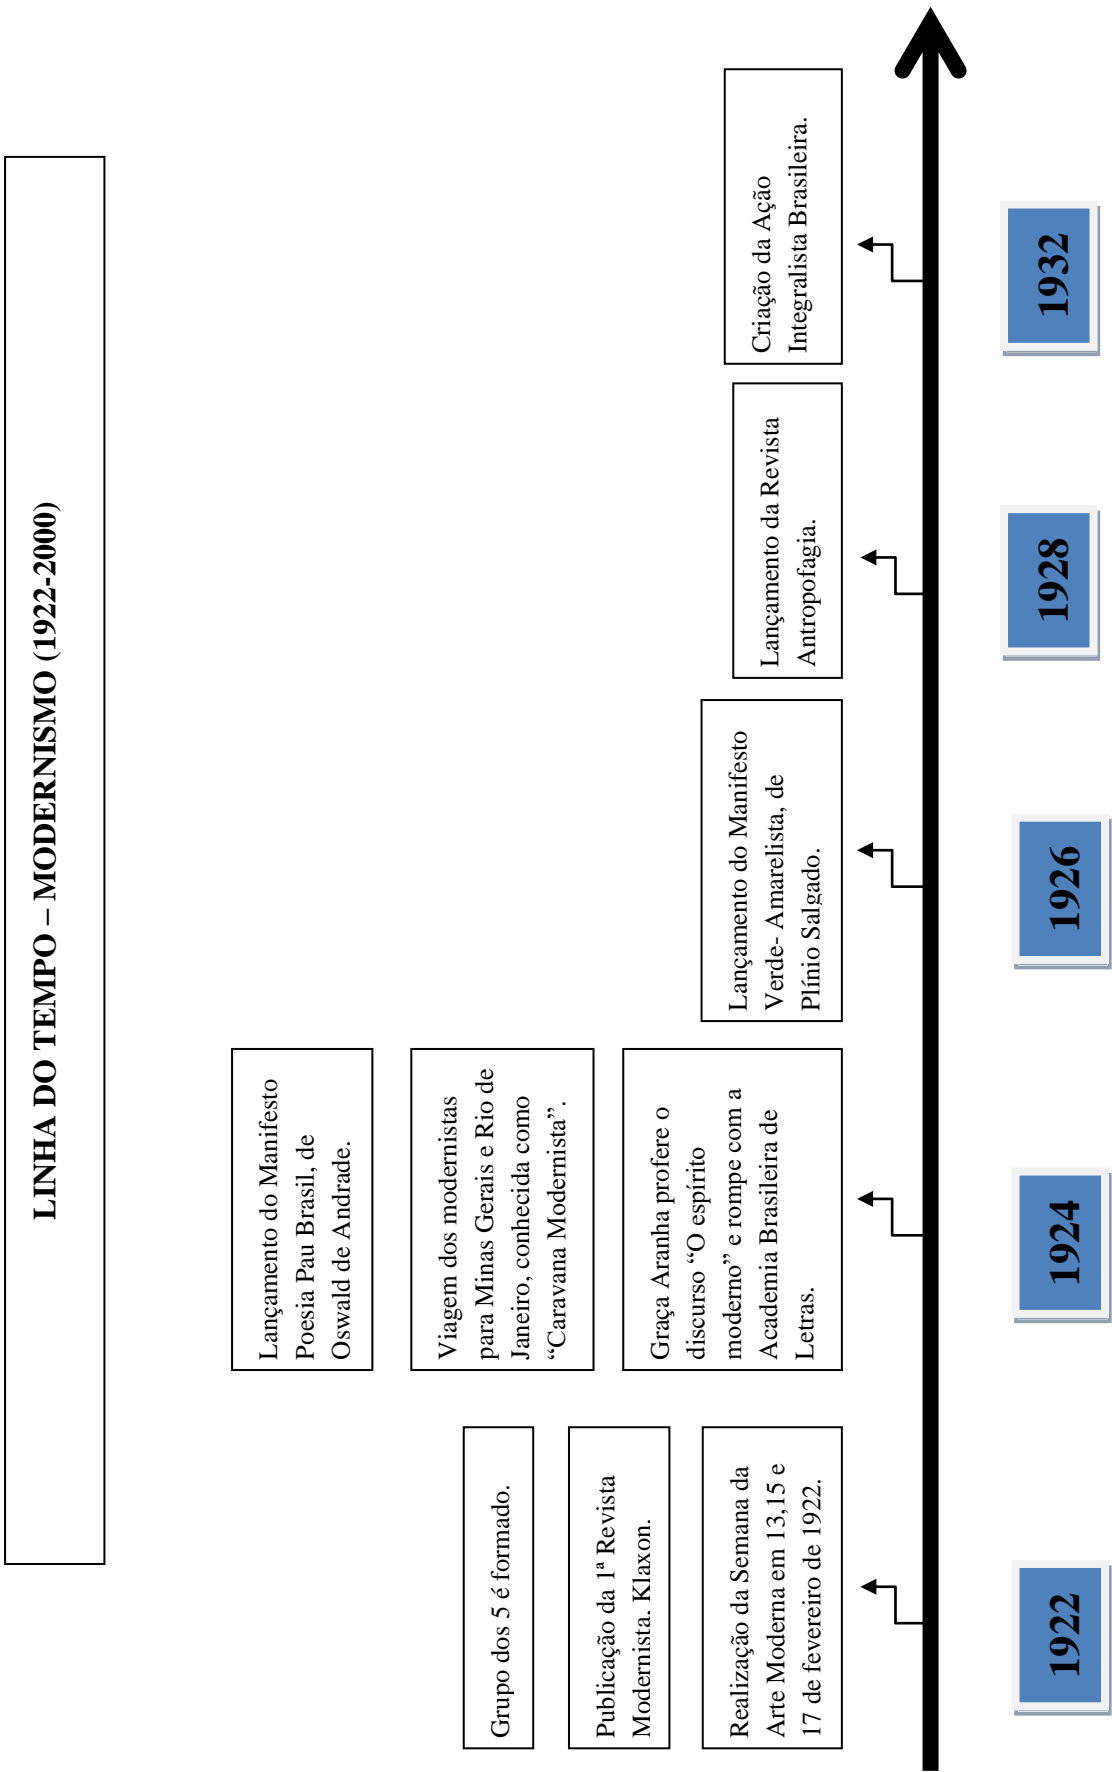 LINHA DO TEMPO – MODERNISMO (1922-2000)
Grupo dos 5 é formado.
Publicação da 1ª Revista
Modernista. Klaxon.
Realização da Semana da
Arte Moderna em 13,15 e
17 de fevereiro de 1922.
Lançamento do Manifesto
Poesia Pau Brasil, de
Oswald de Andrade.
Viagem dos modernistas
para Minas Gerais e Rio de
Janeiro, conhecida como
“Caravana Modernista”.
Graça Aranha profere o
discurso “O espírito
moderno” e rompe com a
Academia Brasileira de
Letras.
Lançamento do Manifesto
Verde- Amarelista, de
Plínio Salgado.
Lançamento da Revista
Antropofagia.
Criação da Ação
Integralista Brasileira.
1922
1924
1926
1928
1932